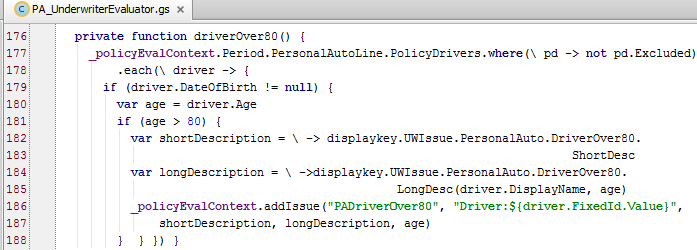 PA_UnderwriterEvaluator.gs ×
176 private function driverOver80() {
177 _policyEvalContext.Period.PersonalAutoLine.PolicyDrivers.where(\ pd -> not pd.Excluded)
178 .each(\ driver -> {
179 if (driver.DateOfBirth != null) {
180 var age = driver.Age
181 if (age > 80) {
182 var shortDescription = \ -> displaykey.UWIssue.PersonalAuto.DriverOver80.
183 ShortDesc
184 var longDescription = \ ->displaykey.UWIssue.PersonalAuto.DriverOver80.
185 LongDesc(driver.DisplayName, age)
186 _policyEvalContext.addIssue("PADriverOver80", "Driver:${driver.FixedId.Value}",
187 shortDescription, longDescription, age)
188 } } }) }